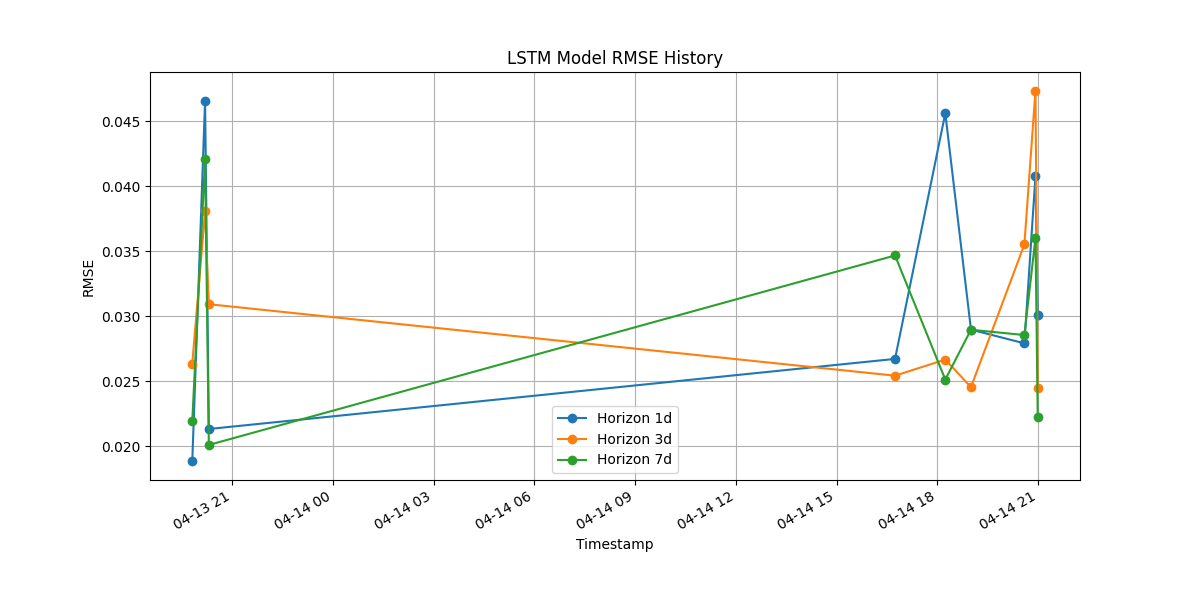 LSTM Model RMSE History
RMSE
0.045
0.040
0.035
0.030
0.025
0.020
Horizon 1d
Horizon 3d
Horizon 7d
04-13 21
04-14 00
04-14 03
04-14 06
04-14 09
04-14 12
04-14 15
04-14 18
04-14 21
Timestamp